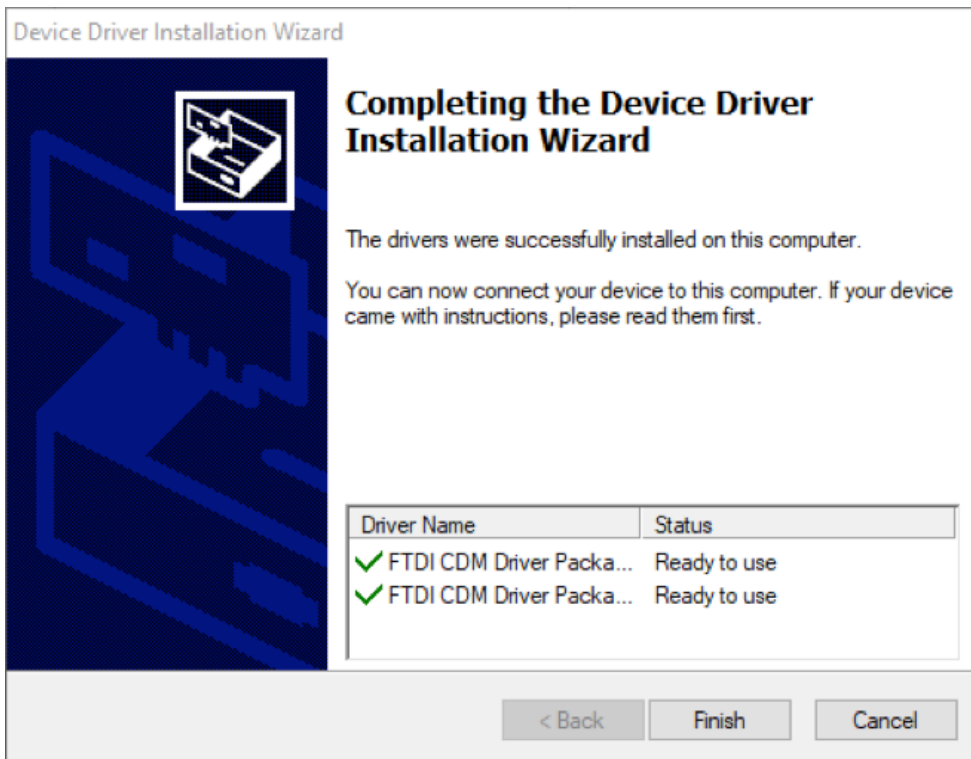 Device Driver Installation Wizard
Completing the Device Driver
Installation Wizard
The drivers were successfully installed on this computer.
You can now connect your device to this computer. If your device
came with instructions, please read them first.
Driver Name Status
FTDI CDM Driver Packa... Ready to use
FTDI CDM Driver Packa... Ready to use
< Back Finish Cancel